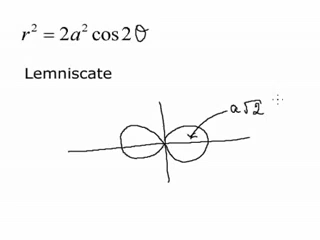 r² = 2a² cos 2θ
Lemniscate
a√2